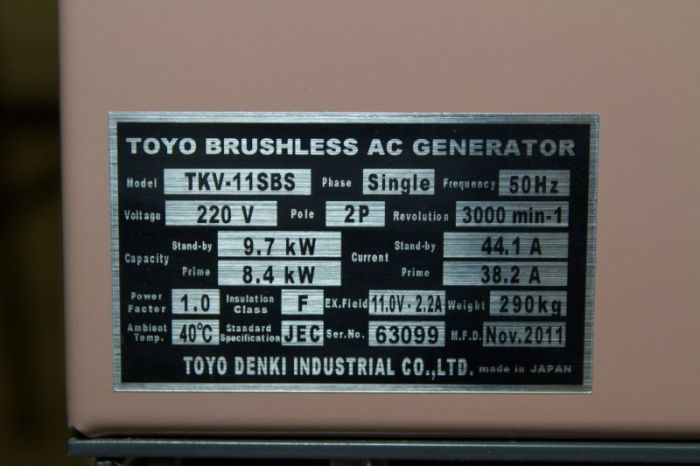 TOYO BRUSHLESS AC GENERATOR
Model TKV-11SBS Phase Single Frequency 50Hz
Voltage 220 V Pole 2P Revolution 3000 min-1
Capacity Stand-by 9.7 kW Current Stand-by 44.1 A
Prime 8.4 kW Prime 38.2 A
Power Factor 1.0 Insulation Class F EX.Field 11.0V-2.2A Weight 290kg
Ambient Temp. 40℃ Standard Specification JEC Ser.No. 63099 M.F.D. Nov.2011
TOYO DENKI INDUSTRIAL CO.,LTD. made in JAPAN